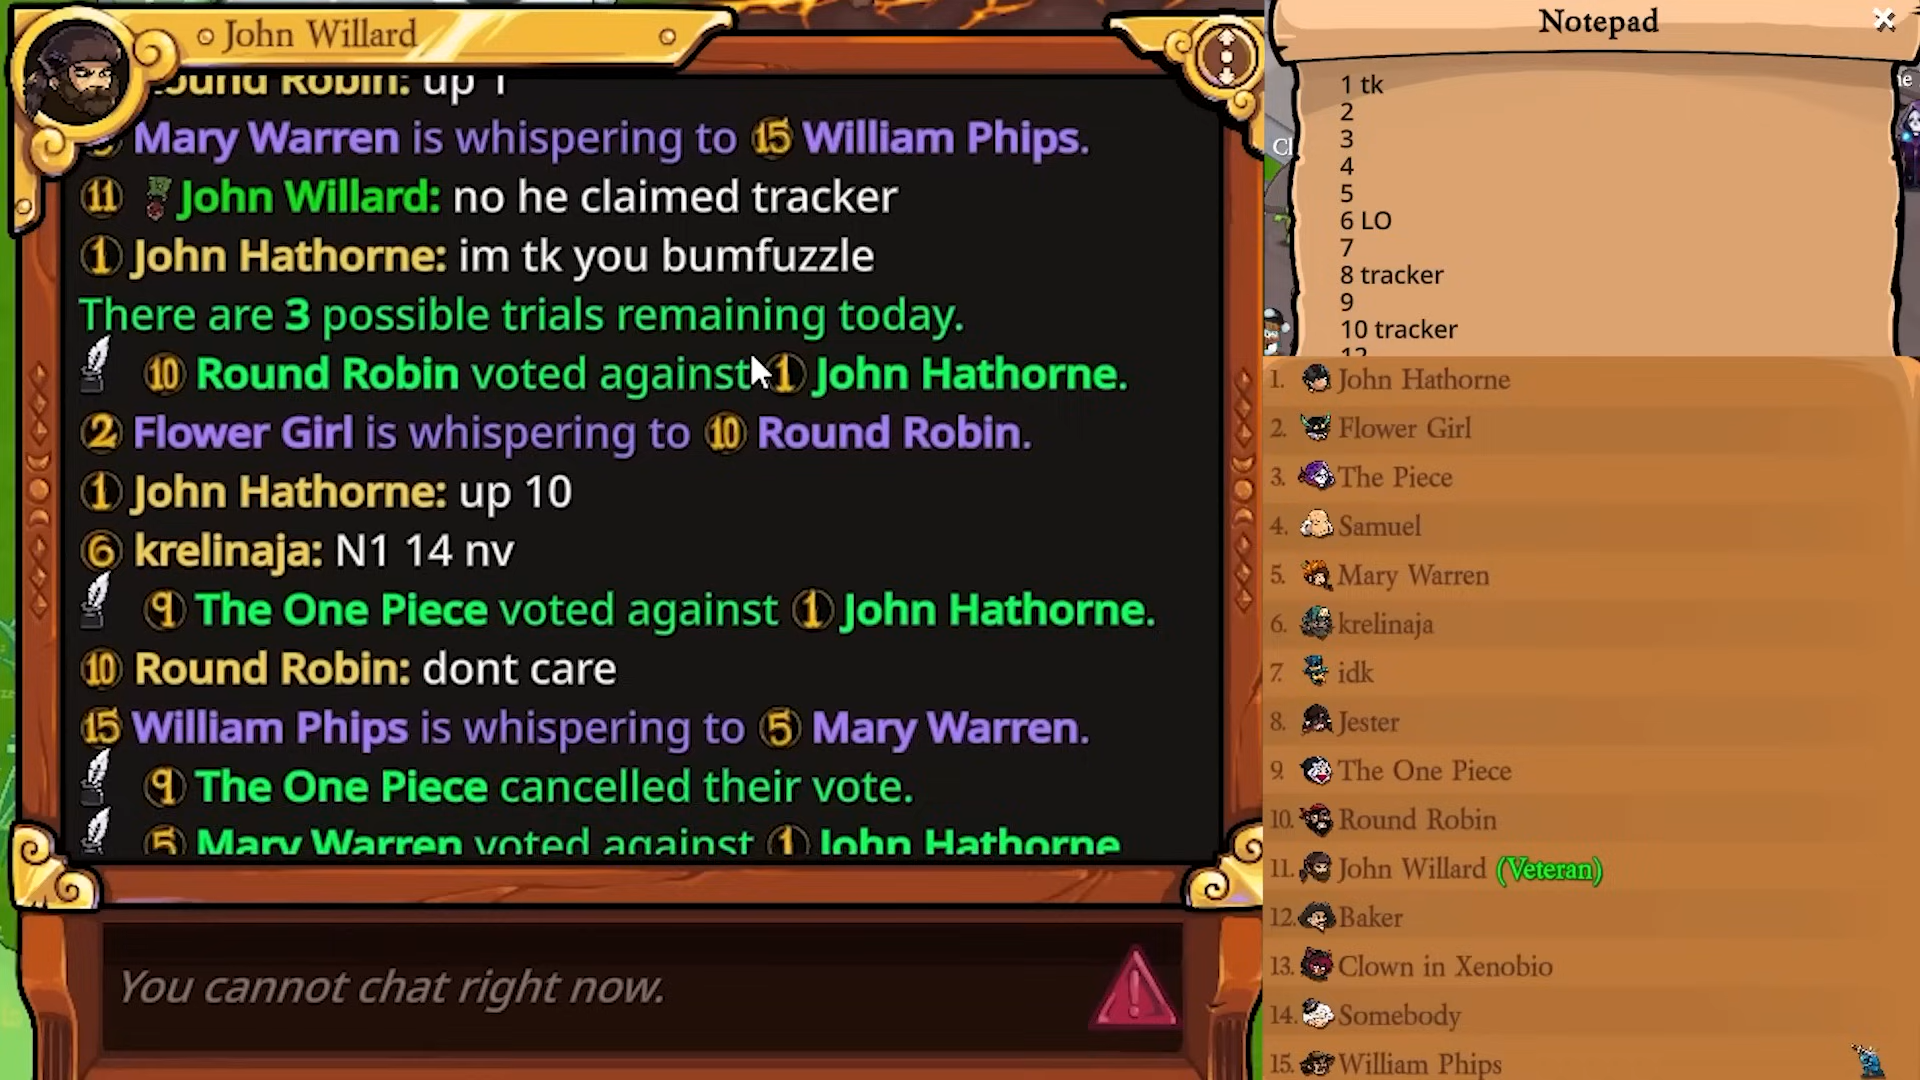 John Willard
Round Robin: up 1
Mary Warren is whispering to 15 William Phips.
11 John Willard: no he claimed tracker
1 John Hathorne: im tk you bumfuzzle
There are 3 possible trials remaining today.
10 Round Robin voted against 1 John Hathorne.
2 Flower Girl is whispering to 10 Round Robin.
1 John Hathorne: up 10
6 krelinaja: N1 14 nv
9 The One Piece voted against 1 John Hathorne.
10 Round Robin: dont care
15 William Phips is whispering to 5 Mary Warren.
9 The One Piece cancelled their vote.
5 Mary Warren voted against 1 John Hathorne
You cannot chat right now.
Notepad
1 tk
2
3
4
5
6 LO
7
8 tracker
9
10 tracker
12
1. John Hathorne
2. Flower Girl
3. The Piece
4. Samuel
5. Mary Warren
6. krelinaja
7. idk
8. Jester
9. The One Piece
10. Round Robin
11. John Willard (Veteran)
12. Baker
13. Clown in Xenobio
14. Somebody
15. William Phips